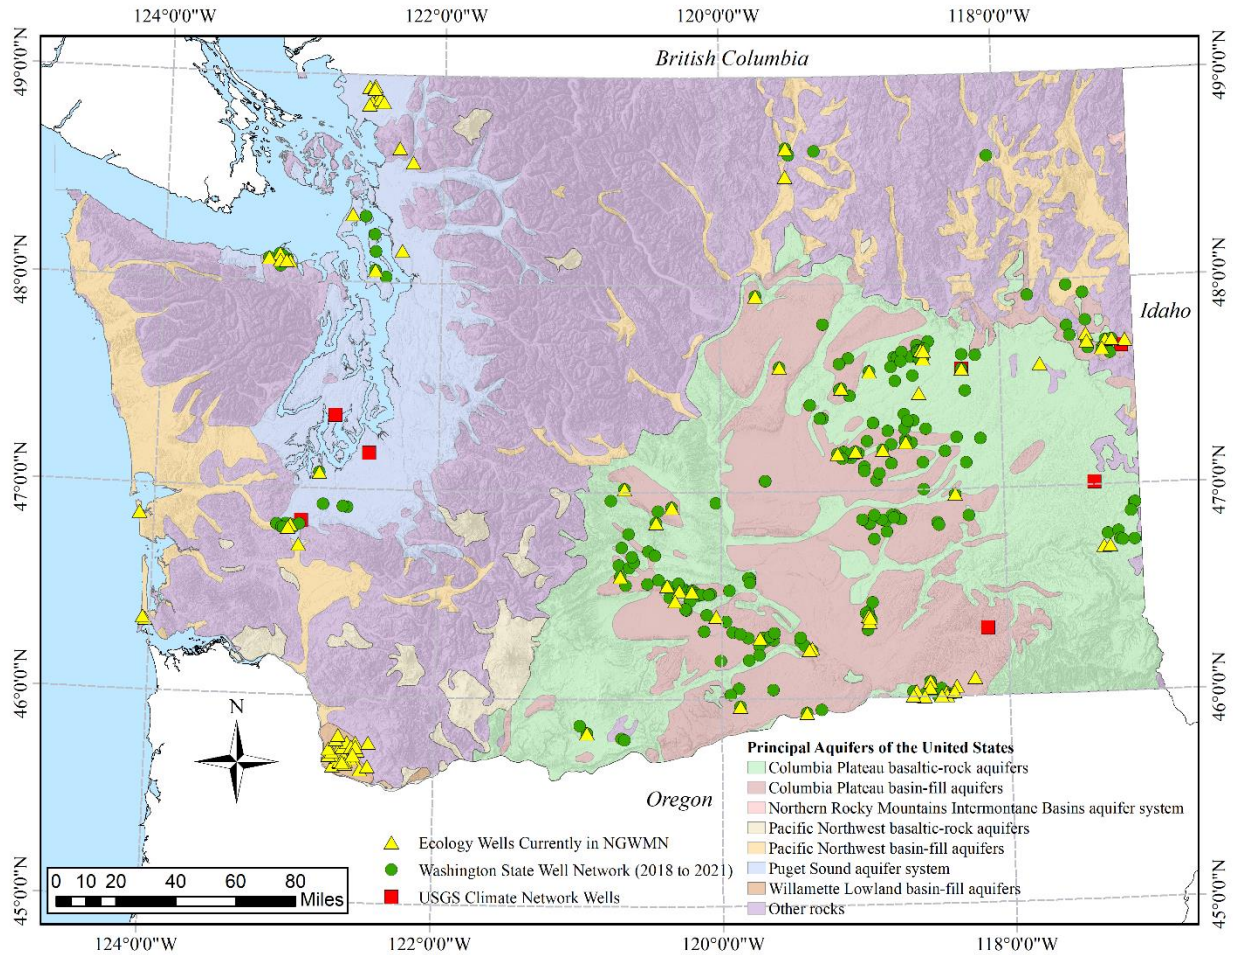 124°0'0"W 122°0'0"W 120°0'0"W 118°0'0"W
49°0'0"N
49°0'0"N
British Columbia
48°0'0"N
48°0'0"N
Idaho
47°0'0"N
47°0'0"N
46°0'0"N
46°0'0"N
N
Oregon
Principal Aquifers of the United States
Columbia Plateau basaltic-rock aquifers
Columbia Plateau basin-fill aquifers
Northern Rocky Mountains Intermontane Basins aquifer system
Pacific Northwest basaltic-rock aquifers
Pacific Northwest basin-fill aquifers
Puget Sound aquifer system
Willamette Lowland basin-fill aquifers
Other rocks
Ecology Wells Currently in NGWMN
Washington State Well Network (2018 to 2021)
USGS Climate Network Wells
0 10 20 40 60 80
Miles
45°0'0"N
45°0'0"N
124°0'0"W 122°0'0"W 120°0'0"W 118°0'0"W